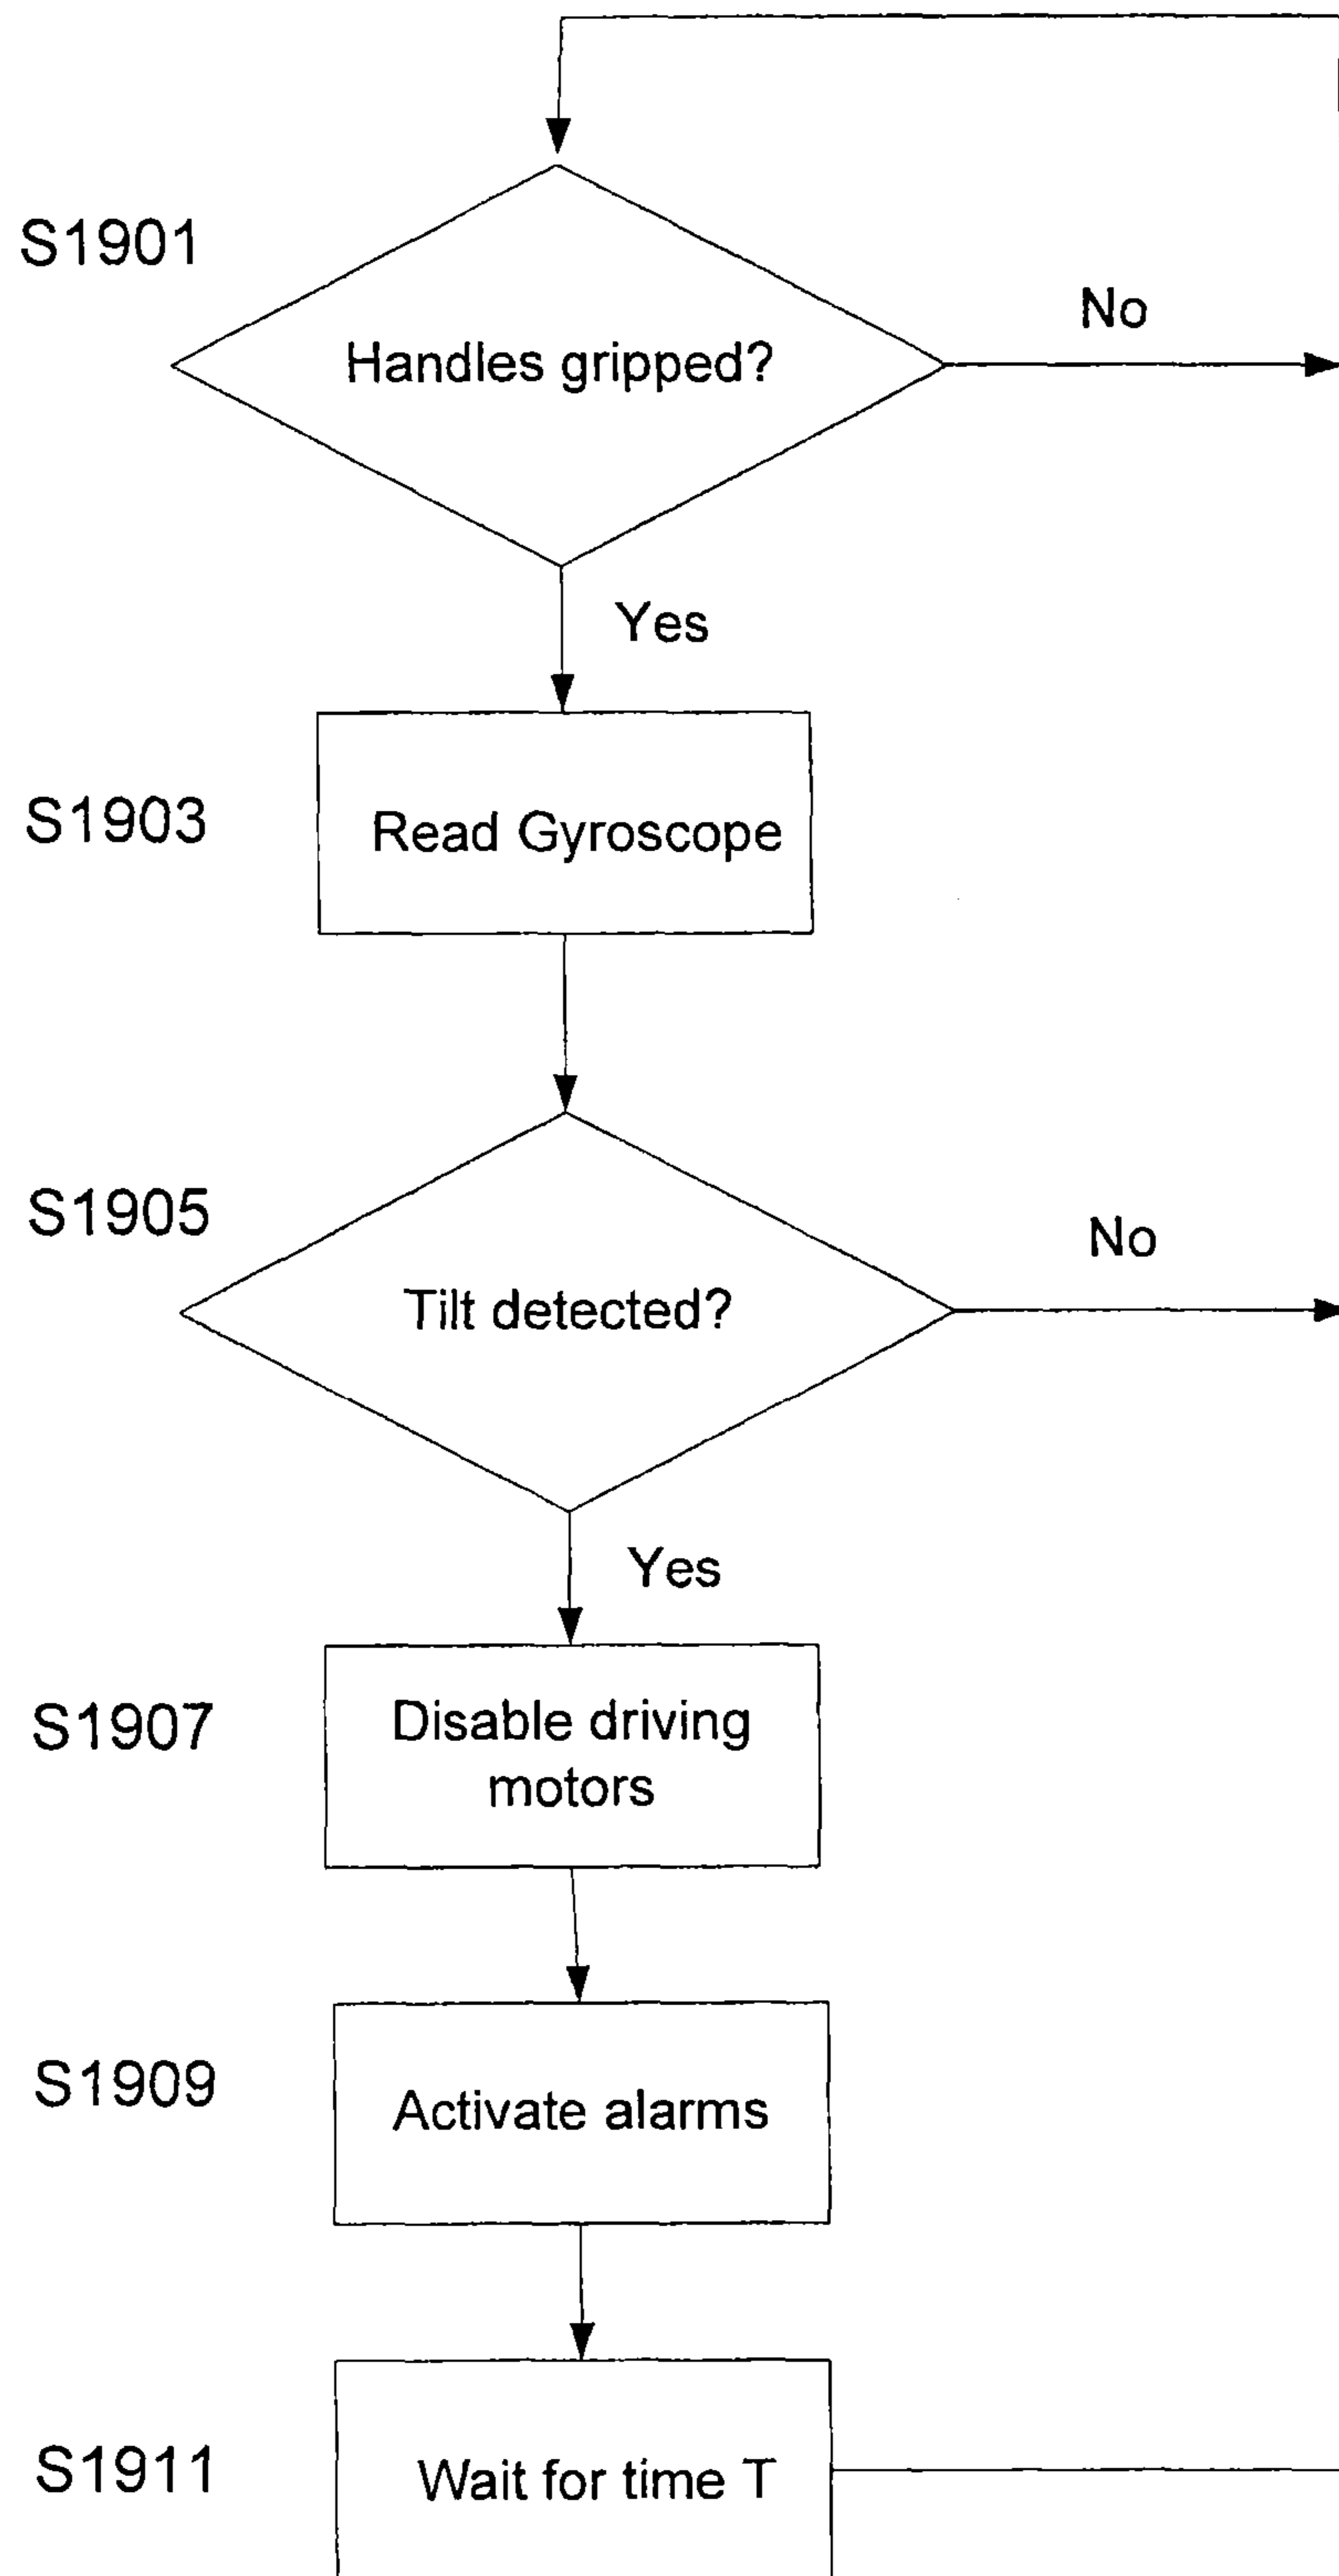 S1901
Handles gripped?
No
Yes
S1903
Read Gyroscope
S1905
Tilt detected?
No
Yes
S1907
Disable driving
motors
S1909
Activate alarms
S1911
Wait for time T